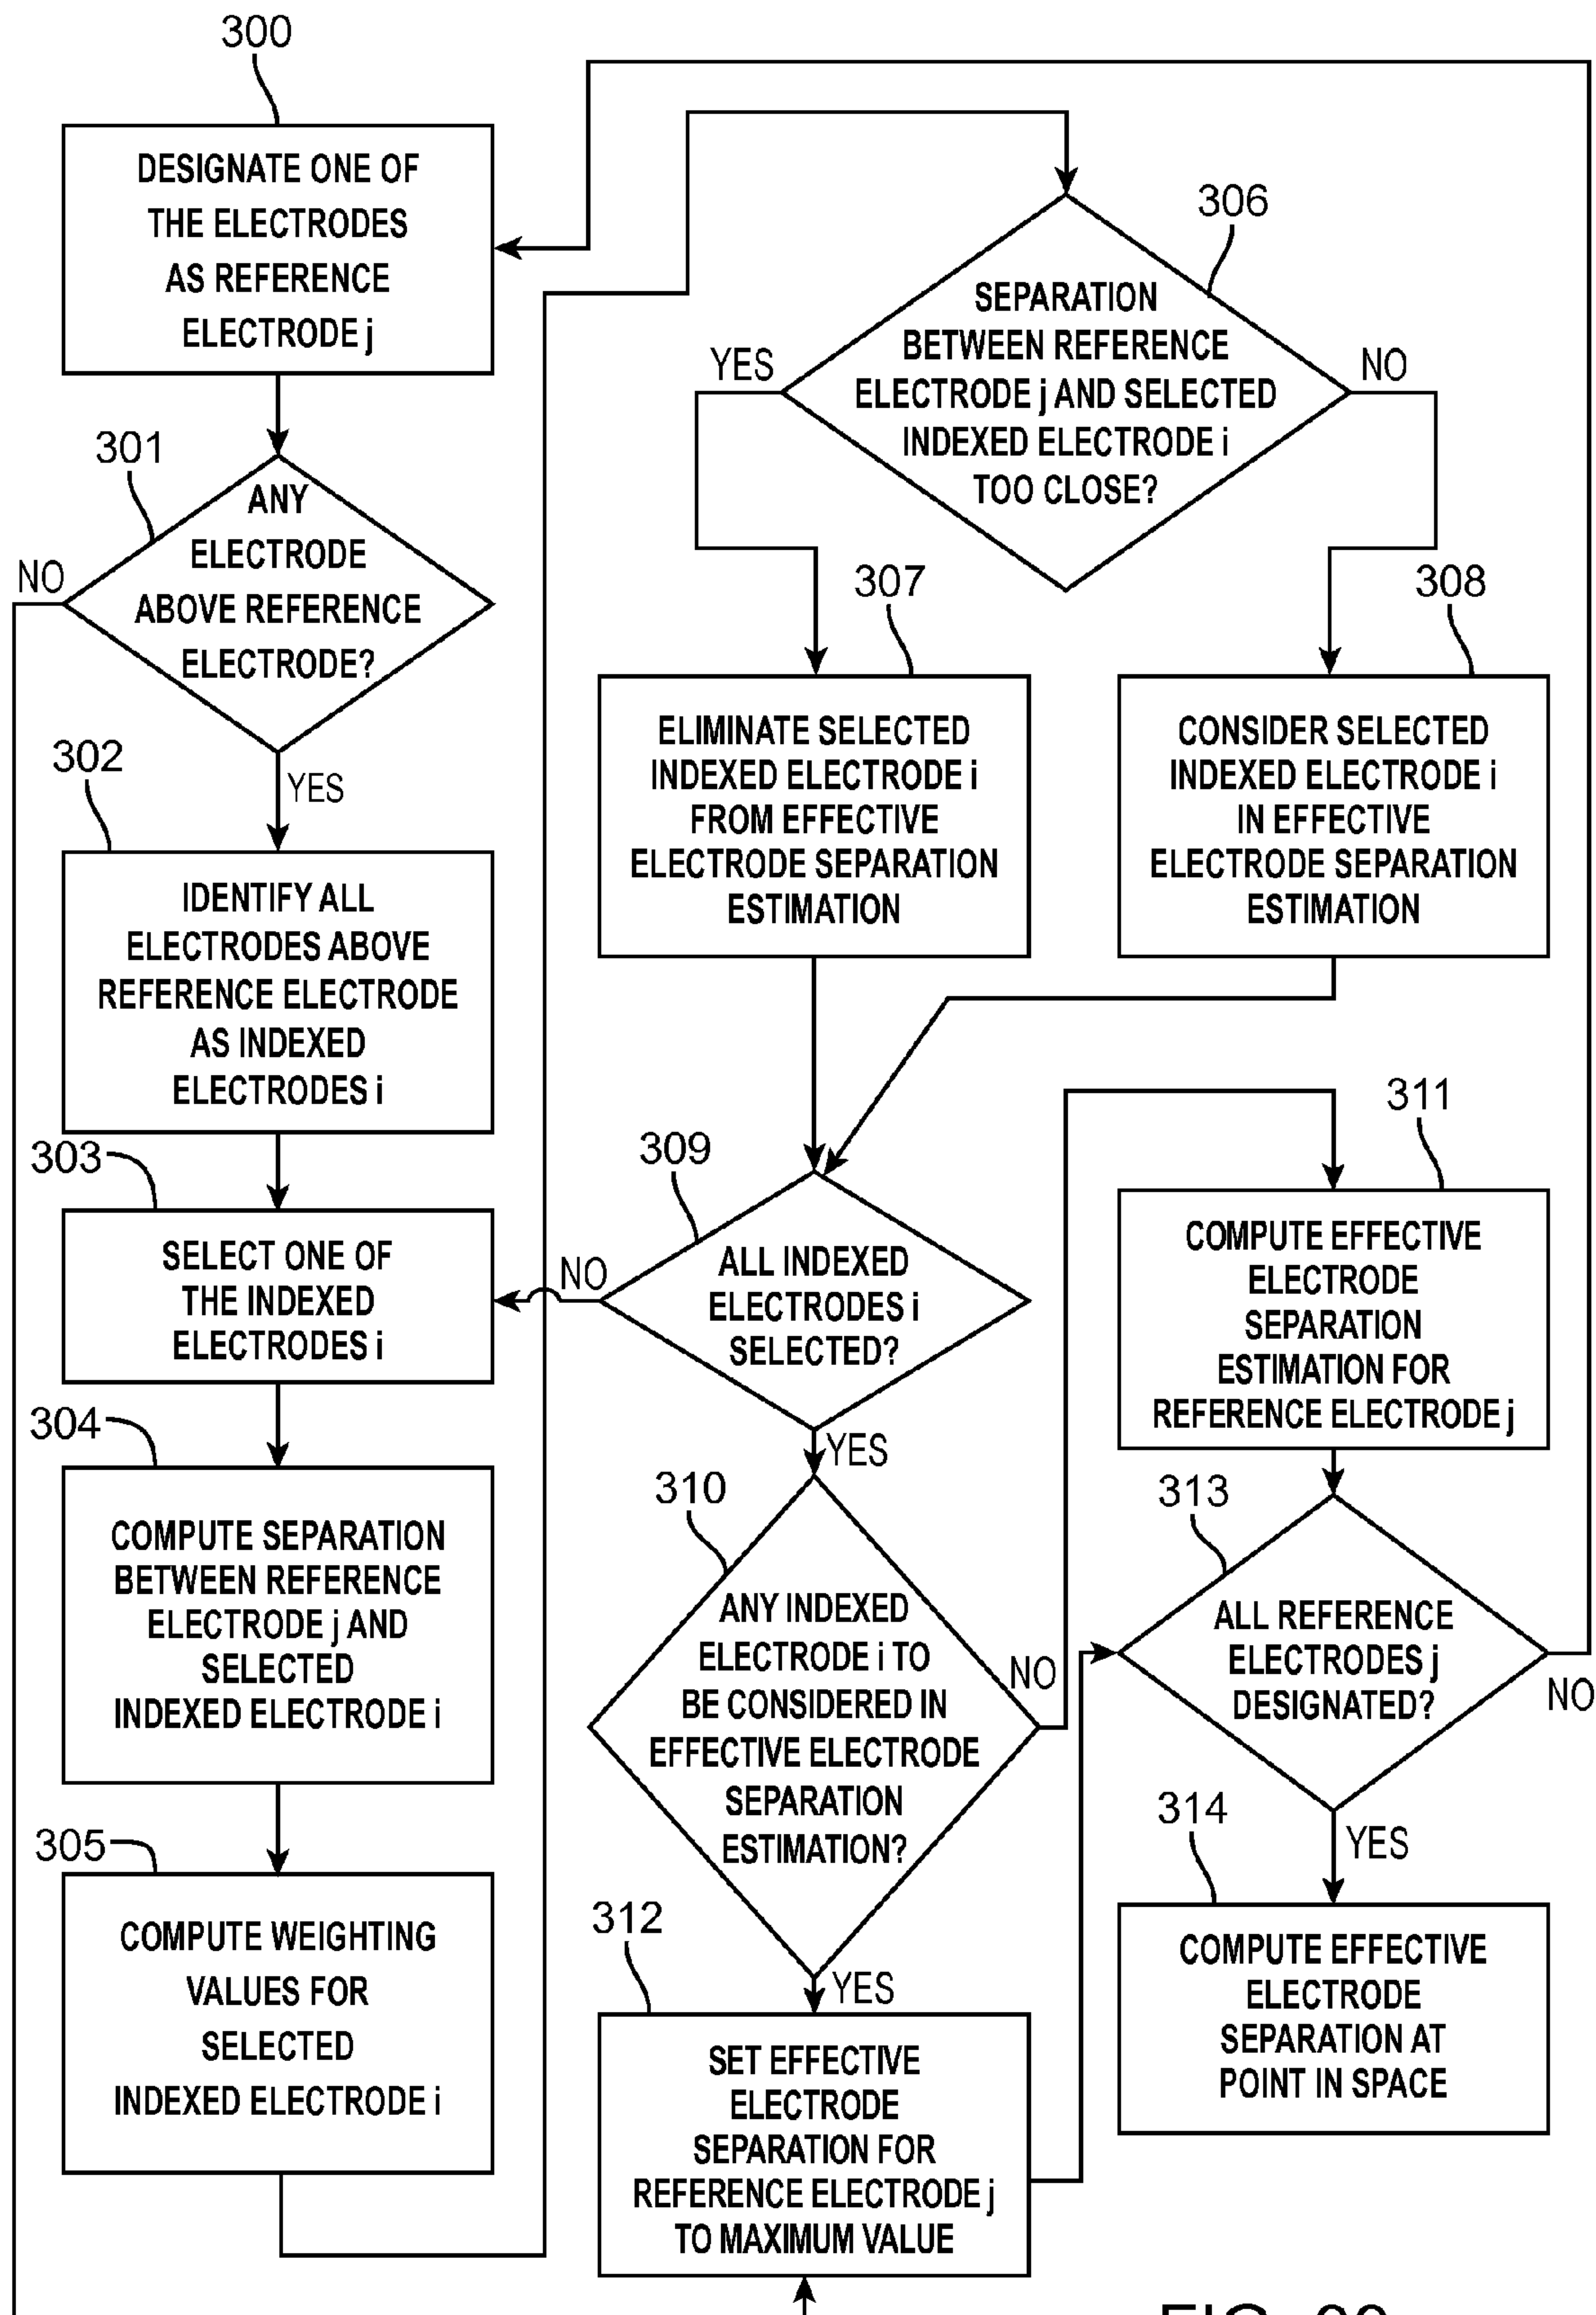 300
DESIGNATE ONE OF
THE ELECTRODES
AS REFERENCE
ELECTRODE j
301
ANY
ELECTRODE
ABOVE REFERENCE
ELECTRODE?
NO
YES
302
IDENTIFY ALL
ELECTRODES ABOVE
REFERENCE ELECTRODE
AS INDEXED
ELECTRODES i
303
SELECT ONE OF
THE INDEXED
ELECTRODES i
304
COMPUTE SEPARATION
BETWEEN REFERENCE
ELECTRODE j AND
SELECTED
INDEXED ELECTRODE i
305
COMPUTE WEIGHTING
VALUES FOR
SELECTED
INDEXED ELECTRODE i
306
SEPARATION
BETWEEN REFERENCE
ELECTRODE j AND SELECTED
INDEXED ELECTRODE i
TOO CLOSE?
YES
NO
307
ELIMINATE SELECTED
INDEXED ELECTRODE i
FROM EFFECTIVE
ELECTRODE SEPARATION
ESTIMATION
308
CONSIDER SELECTED
INDEXED ELECTRODE i
IN EFFECTIVE
ELECTRODE SEPARATION
ESTIMATION
309
ALL INDEXED
ELECTRODES i
SELECTED?
NO
YES
310
ANY INDEXED
ELECTRODE i TO
BE CONSIDERED IN
EFFECTIVE ELECTRODE
SEPARATION
ESTIMATION?
NO
YES
311
COMPUTE EFFECTIVE
ELECTRODE
SEPARATION
ESTIMATION FOR
REFERENCE ELECTRODE j
312
SET EFFECTIVE
ELECTRODE
SEPARATION FOR
REFERENCE ELECTRODE j
TO MAXIMUM VALUE
313
ALL REFERENCE
ELECTRODES j
DESIGNATED?
NO
YES
314
COMPUTE EFFECTIVE
ELECTRODE
SEPARATION AT
POINT IN SPACE